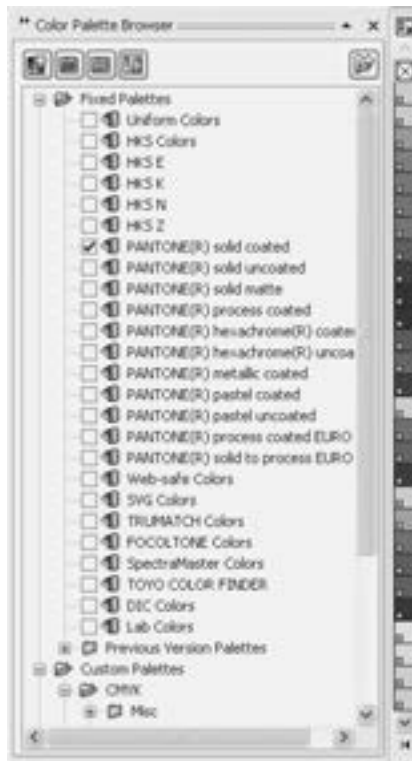 Color Palette Browser
Fixed Palettes
Uniform Colors
HKS Colors
HKS E
HKS K
HKS N
HKS Z
PANTONE(R) solid coated
PANTONE(R) solid uncoated
PANTONE(R) solid matte
PANTONE(R) process coated
PANTONE(R) hexachrome(R) coate
PANTONE(R) hexachrome(R) uncoa
PANTONE(R) metallic coated
PANTONE(R) pastel coated
PANTONE(R) pastel uncoated
PANTONE(R) process coated EURO
PANTONE(R) solid to process EURO
Web-safe Colors
SVG Colors
TRUMATCH Colors
FOCOLTONE Colors
SpectraMaster Colors
TOYO COLOR FINDER
DIC Colors
Lab Colors
Previous Version Palettes
Custom Palettes
CMYK
Misc